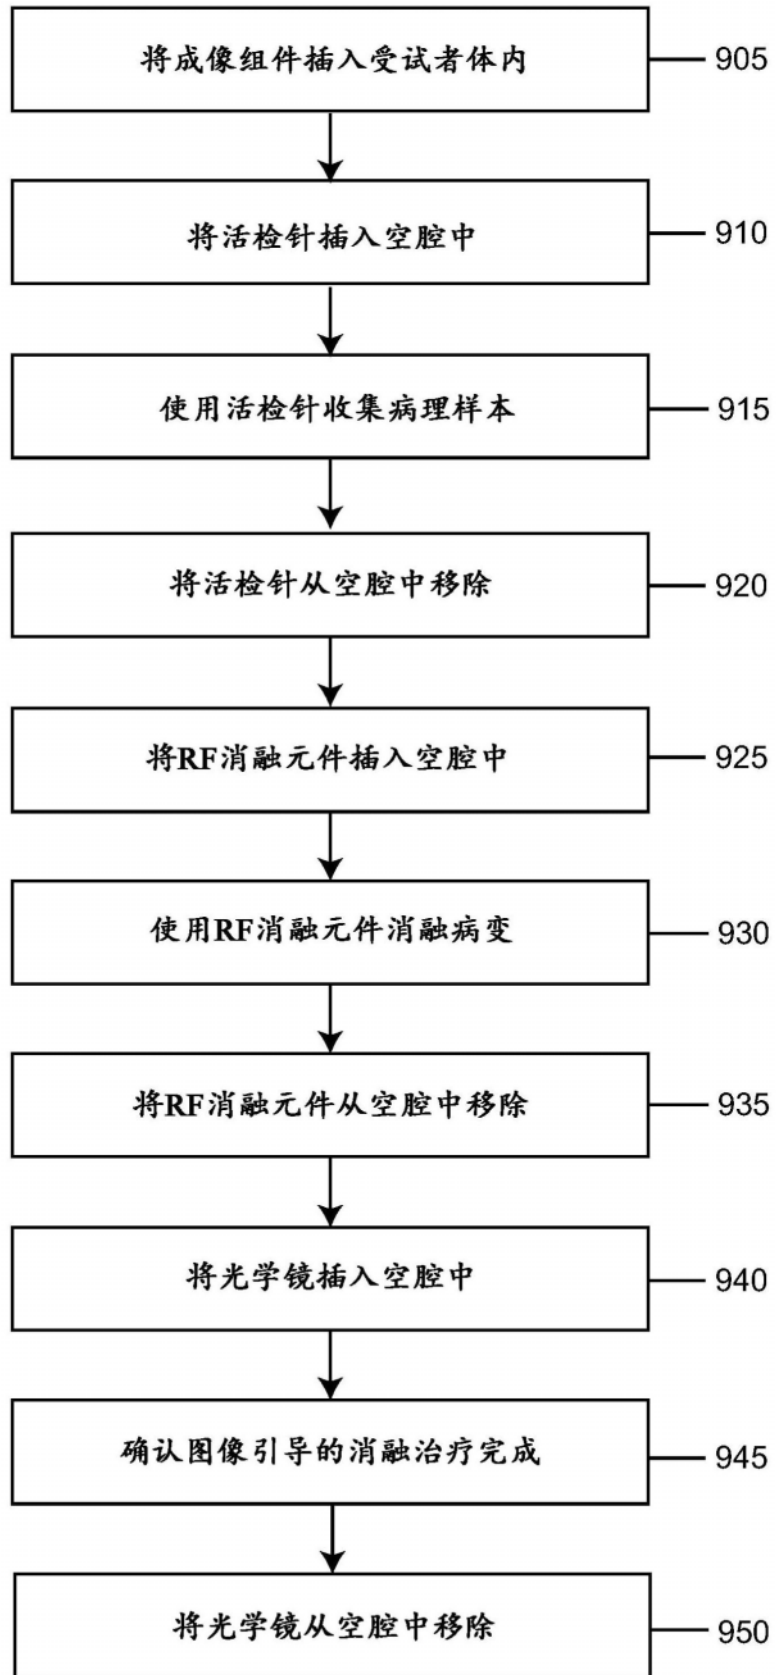 将成像组件插入受试者体内 905
将活检针插入空腔中 910
使用活检针收集病理样本 915
将活检针从空腔中移除 920
将RF消融元件插入空腔中 925
使用RF消融元件消融病变 930
将RF消融元件从空腔中移除 935
将光学镜插入空腔中 940
确认图像引导的消融治疗完成 945
将光学镜从空腔中移除 950